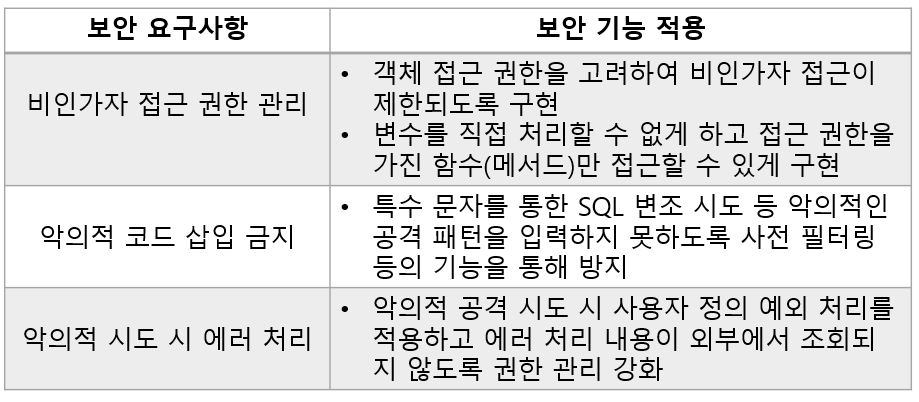 보안 요구사항
보안 기능 적용
비인가자 접근 권한 관리
• 객체 접근 권한을 고려하여 비인가자 접근이
제한되도록 구현
• 변수를 직접 처리할 수 없게 하고 접근 권한을
가진 함수(메서드)만 접근할 수 있게 구현
악의적 코드 삽입 금지
• 특수 문자를 통한 SQL 변조 시도 등 악의적인
공격 패턴을 입력하지 못하도록 사전 필터링
등의 기능을 통해 방지
악의적 시도 시 에러 처리
• 악의적 공격 시도 시 사용자 정의 예외 처리를
적용하고 에러 처리 내용이 외부에서 조회되
지 않도록 권한 관리 강화